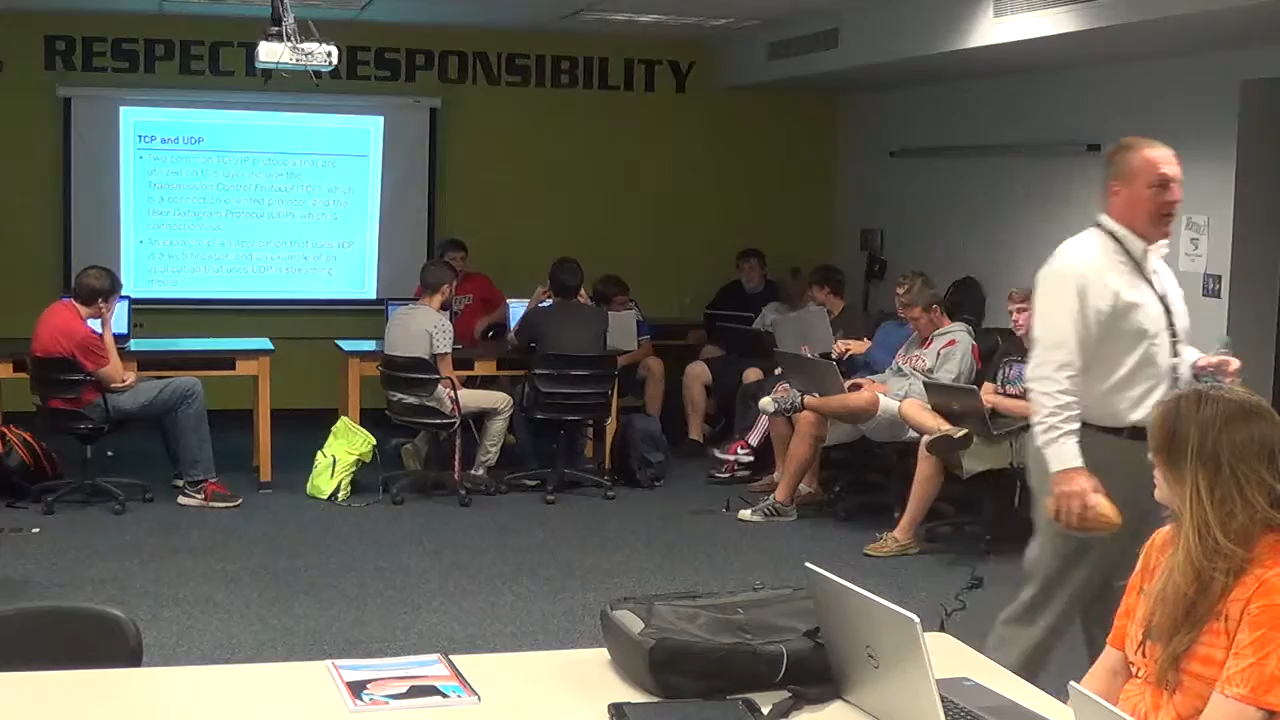 RESPECT, RESPONSIBILITY
TCP and UDP
• Two common TCP/IP protocols that are
utilized on this layer include the
Transmission Control Protocol (TCP), which
is a connection oriented protocol, and the
User Datagram Protocol (UDP), which is
connectionless.
• An example of an application that uses TCP
is a web browser, and an example of an
application that uses UDP is streaming
media.
DELL